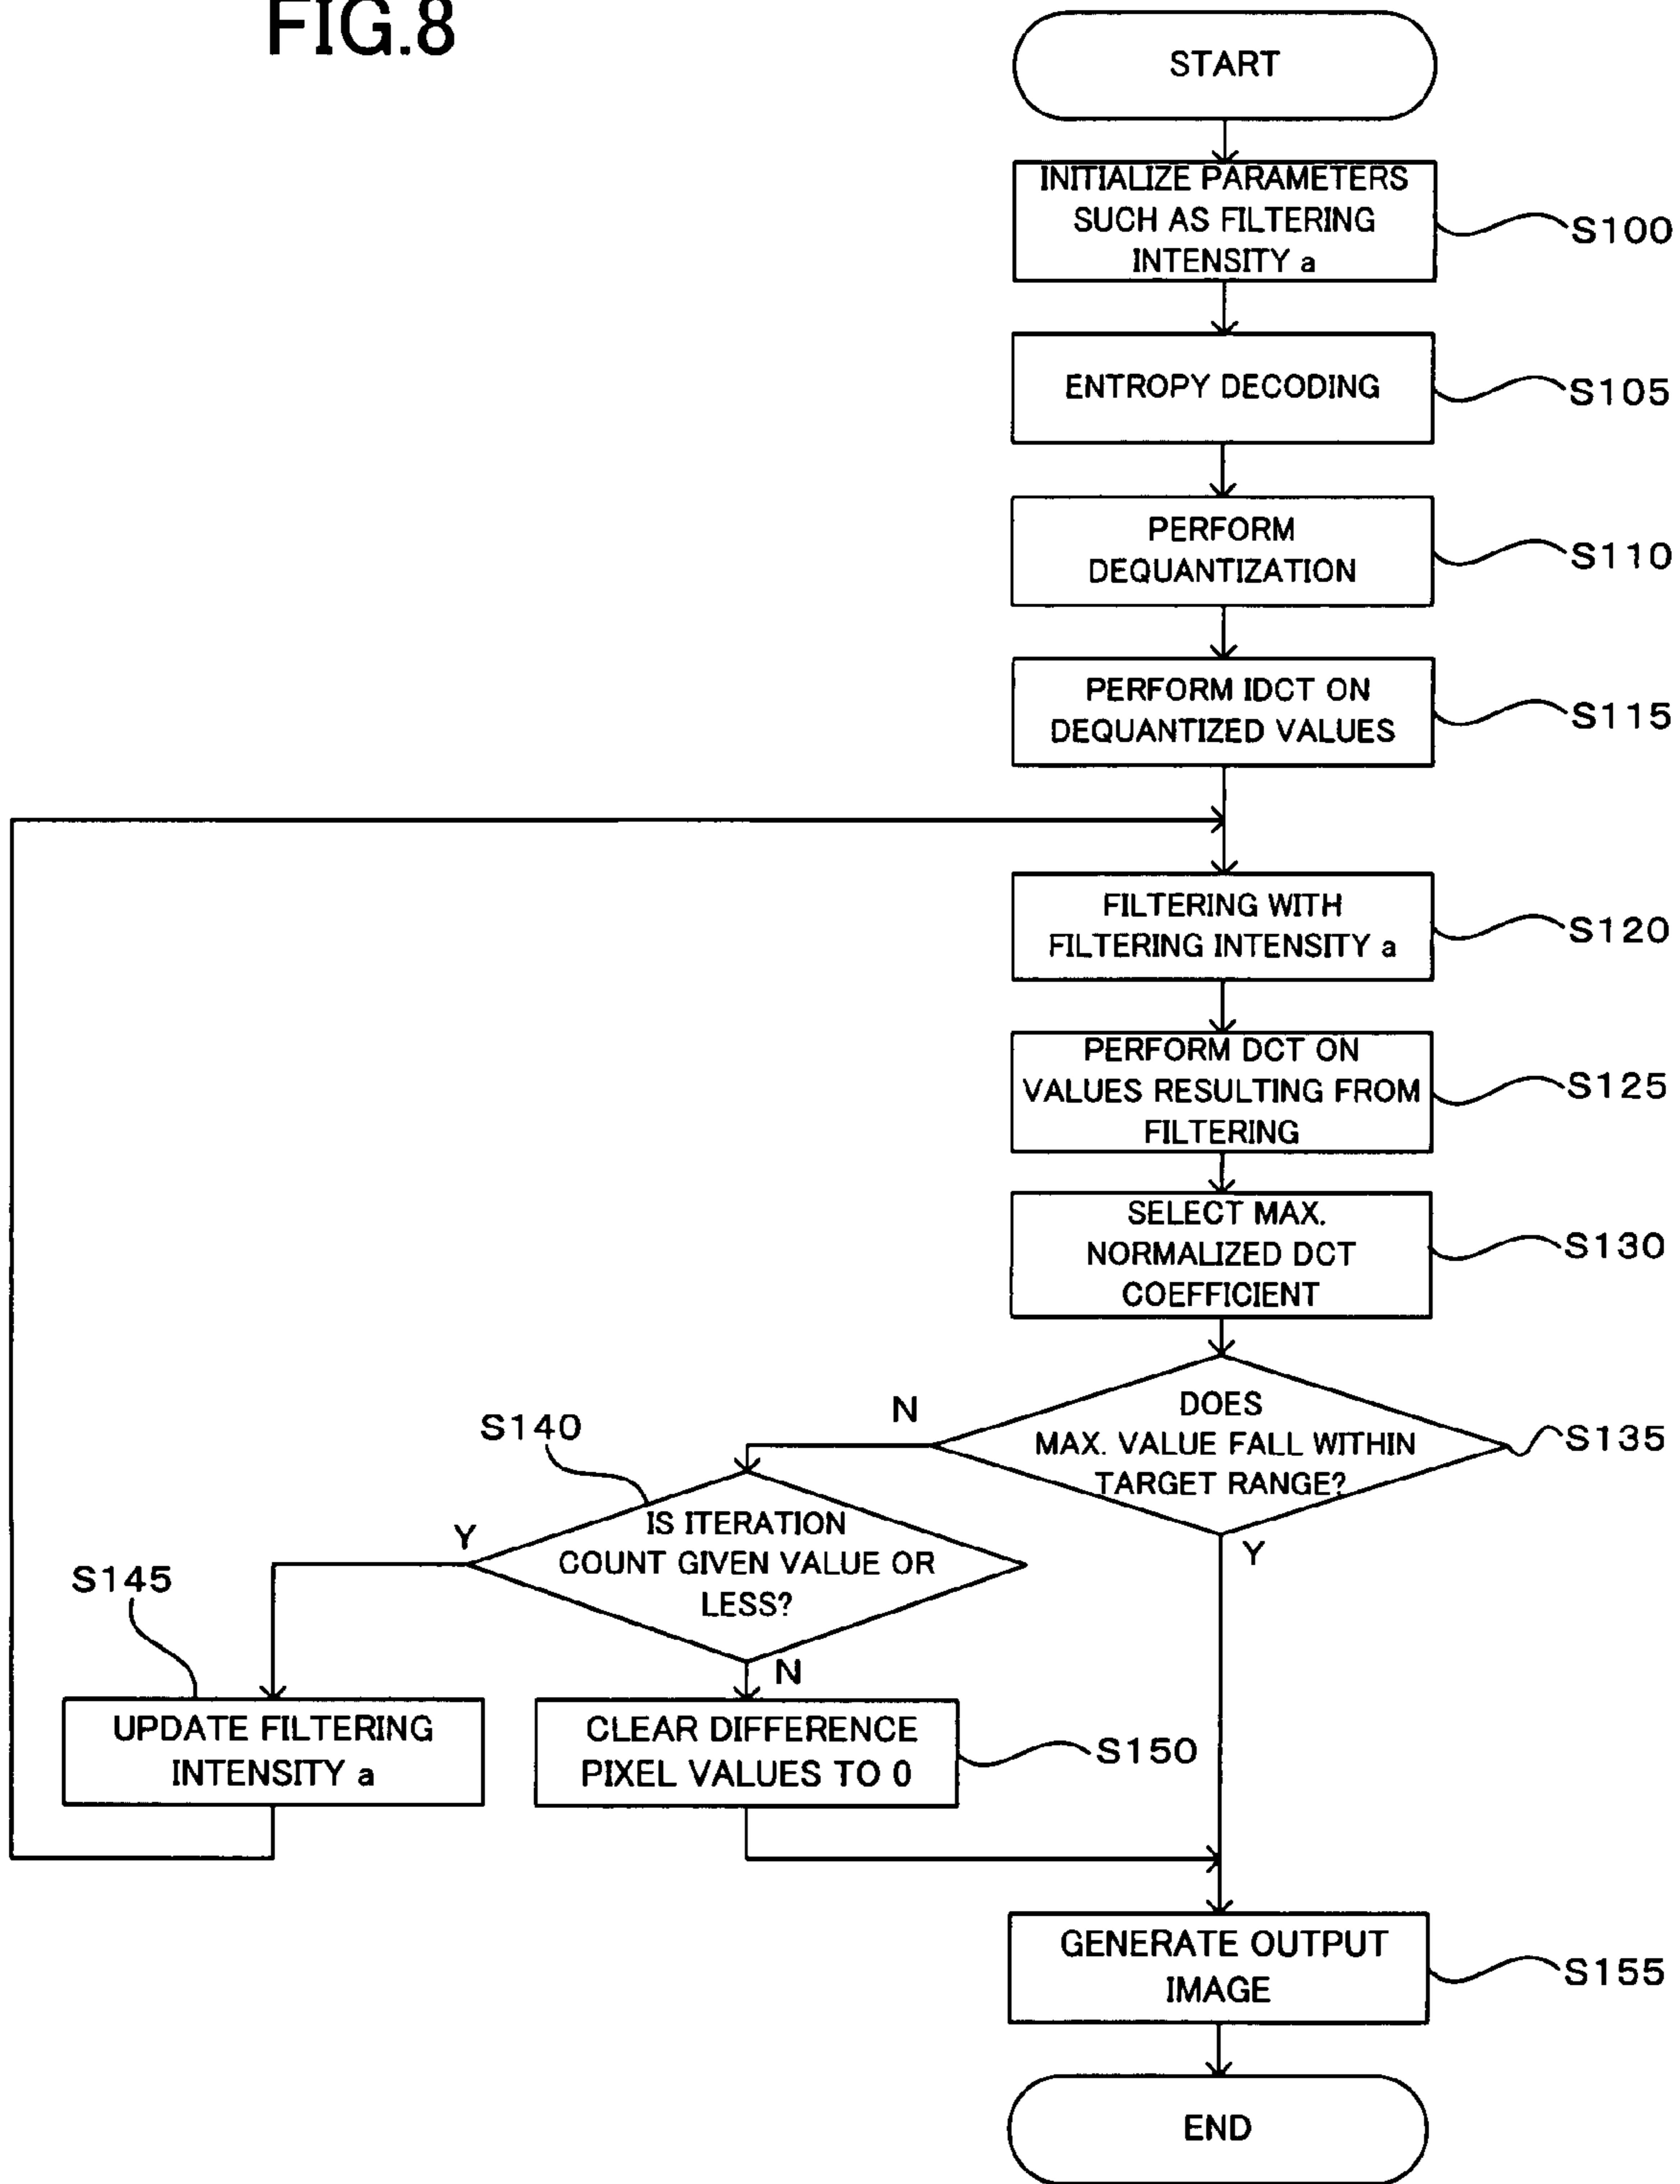 FIG.8
START
INITIALIZE PARAMETERS
SUCH AS FILTERING
INTENSITY a
S100
ENTROPY DECODING
S105
PERFORM
DEQUANTIZATION
S110
PERFORM IDCT ON
DEQUANTIZED VALUES
S115
FILTERING WITH
FILTERING INTENSITY a
S120
PERFORM DCT ON
VALUES RESULTING FROM
FILTERING
S125
SELECT MAX.
NORMALIZED DCT
COEFFICIENT
S130
DOES
MAX. VALUE FALL WITHIN
TARGET RANGE?
S135
N
Y
S140
IS ITERATION
COUNT GIVEN VALUE OR
LESS?
Y
N
S145
UPDATE FILTERING
INTENSITY a
CLEAR DIFFERENCE
PIXEL VALUES TO 0
S150
GENERATE OUTPUT
IMAGE
S155
END